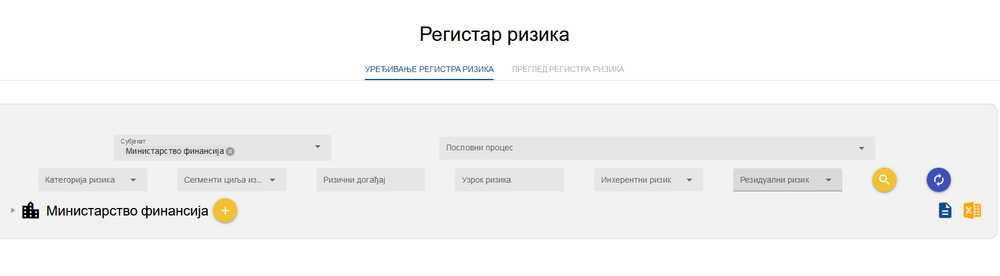 Регистар ризика
УРЕЂИВАЊЕ РЕГИСТРА РИЗИКА ПРЕГЛЕД РЕГИСТРА РИЗИКА
Субјекат
Министарство финансија
Пословни процес
Категорија ризика Сегменти циља из... Ризични догађај Узрок ризика Инхерентни ризик Резидуални ризик
Министарство финансија